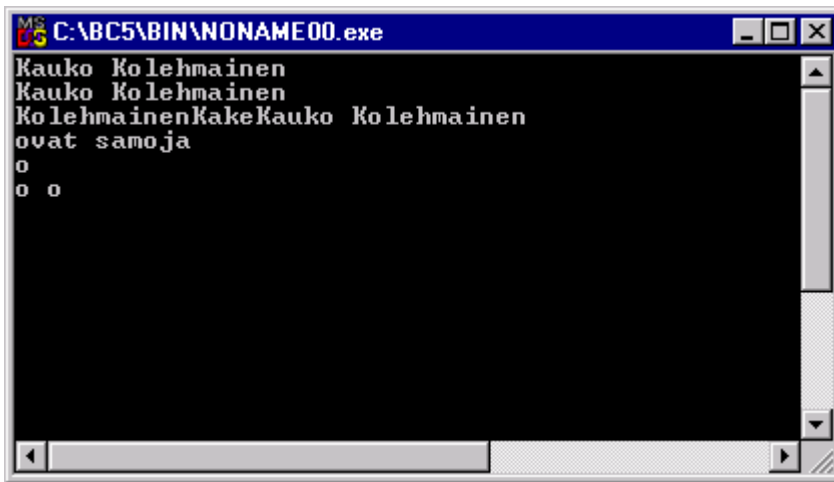 C:\BC5\BIN\NONAME00.exe
Kauko Kolehmainen
Kauko Kolehmainen
KolehmainenKakeKauko Kolehmainen
ovat samoja
o
o o